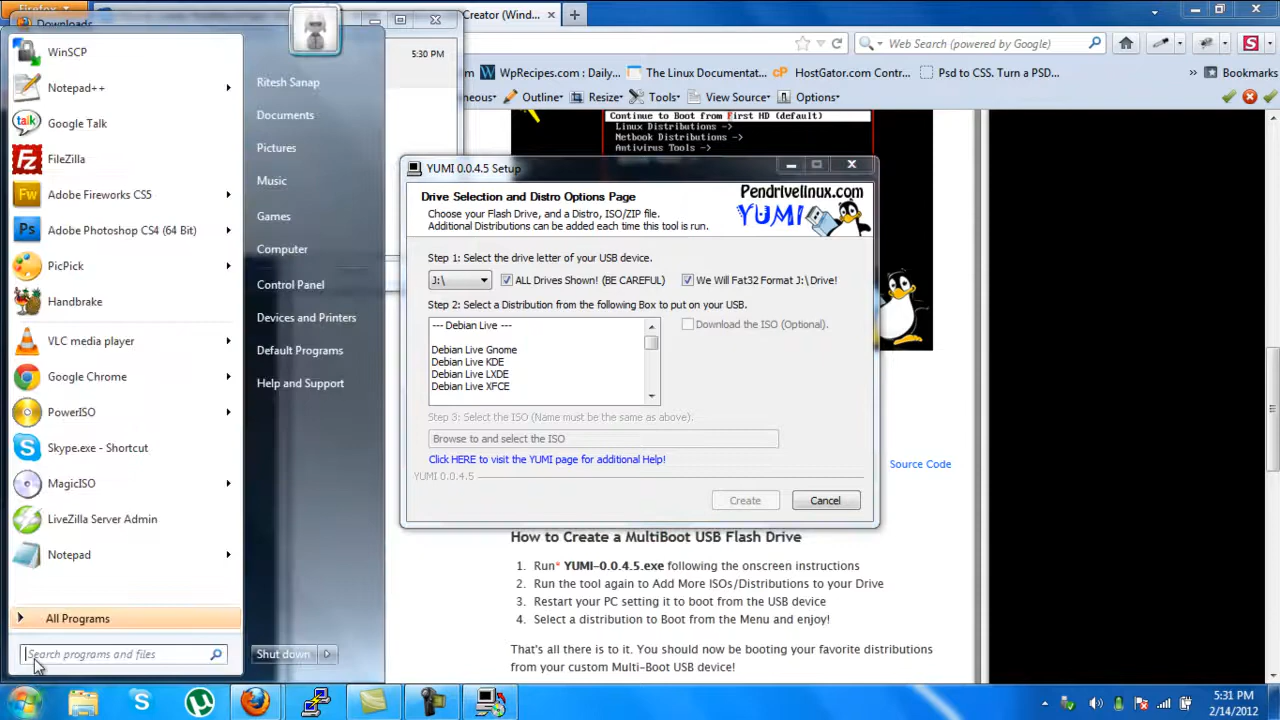 Firefox
Downloads
Creator (Wind...
5:30 PM
Web Search (powered by Google)
WpRecipes.com : Daily...
The Linux Documentat...
HostGator.com Contr...
Psd to CSS. Turn a PSD...
Bookmarks
Outline
Resize
Tools
View Source
Options
WinSCP
Notepad++
Google Talk
FileZilla
Adobe Fireworks CS5
Adobe Photoshop CS4 (64 Bit)
PicPick
Handbrake
VLC media player
Google Chrome
PowerISO
Skype.exe - Shortcut
MagicISO
LiveZilla Server Admin
Notepad
All Programs
Search programs and files
Ritesh Sanap
Documents
Pictures
Music
Games
Computer
Control Panel
Devices and Printers
Default Programs
Help and Support
Shut down
Continue to Boot from First HD (default)
Linux Distributions ->
Netbook Distributions ->
Antivirus Tools ->
YUMI 0.0.4.5 Setup
Drive Selection and Distro Options Page
Choose your Flash Drive, and a Distro, ISO/ZIP file.
Additional Distributions can be added each time this tool is run.
Pendrivelinux.com
YUMI
Step 1: Select the drive letter of your USB device.
J:\
ALL Drives Shown! (BE CAREFUL)
We Will Fat32 Format J:\ Drive!
Step 2: Select a Distribution from the following Box to put on your USB.
--- Debian Live ---
Debian Live Gnome
Debian Live KDE
Debian Live LXDE
Debian Live XFCE
Download the ISO (Optional).
Step 3: Select the ISO (Name must be the same as above).
Browse to and select the ISO
Click HERE to visit the YUMI page for additional Help!
YUMI 0.0.4.5
Create
Cancel
Source Code
How to Create a MultiBoot USB Flash Drive
1. Run* YUMI-0.0.4.5.exe following the onscreen instructions
2. Run the tool again to Add More ISOs/Distributions to your Drive
3. Restart your PC setting it to boot from the USB device
4. Select a distribution to Boot from the Menu and enjoy!
That's all there is to it. You should now be booting your favorite distributions
from your custom Multi-Boot USB device!
5:31 PM
2/14/2012